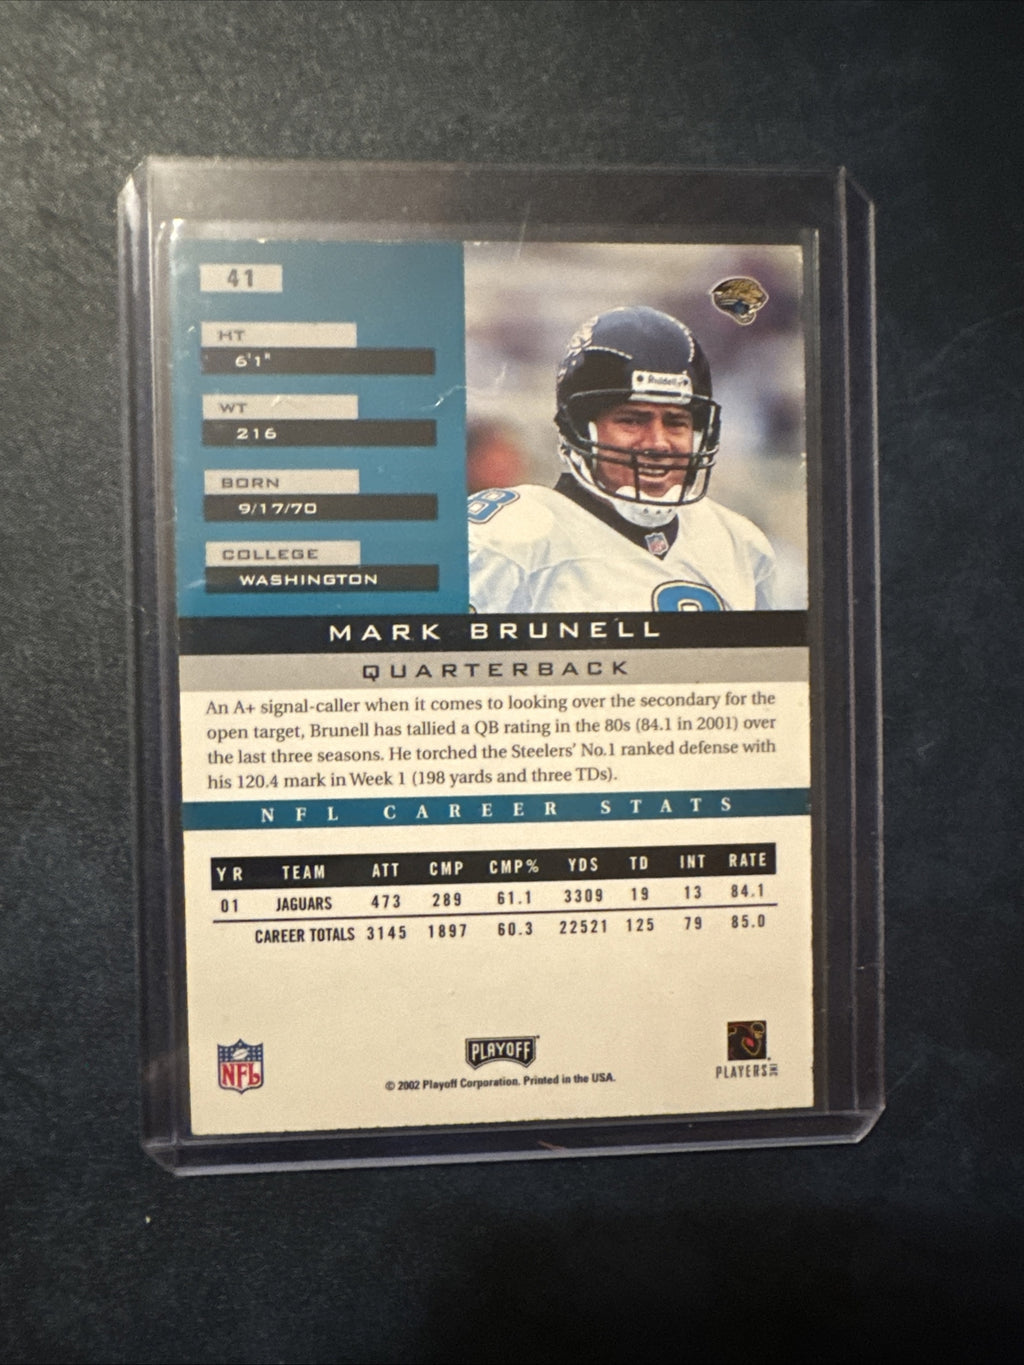 41
HT
6'1"
WT
216
BORN
9/17/70
COLLEGE
WASHINGTON
Riddell
8
8
MARK BRUNELL
QUARTERBACK
An A+ signal-caller when it comes to looking over the secondary for the
open target, Brunell has tallied a QB rating in the 80s (84.1 in 2001) over
the last three seasons. He torched the Steelers' No.1 ranked defense with
his 120.4 mark in Week 1 (198 yards and three TDs).
NFL CAREER STATS
YR TEAM ATT CMP CMP% YDS TD INT RATE
01 JAGUARS 473 289 61.1 3309 19 13 84.1
CAREER TOTALS 3145 1897 60.3 22521 125 79 85.0
NFL
PLAYOFF
PLAYERS INC
© 2002 Playoff Corporation. Printed in the USA.